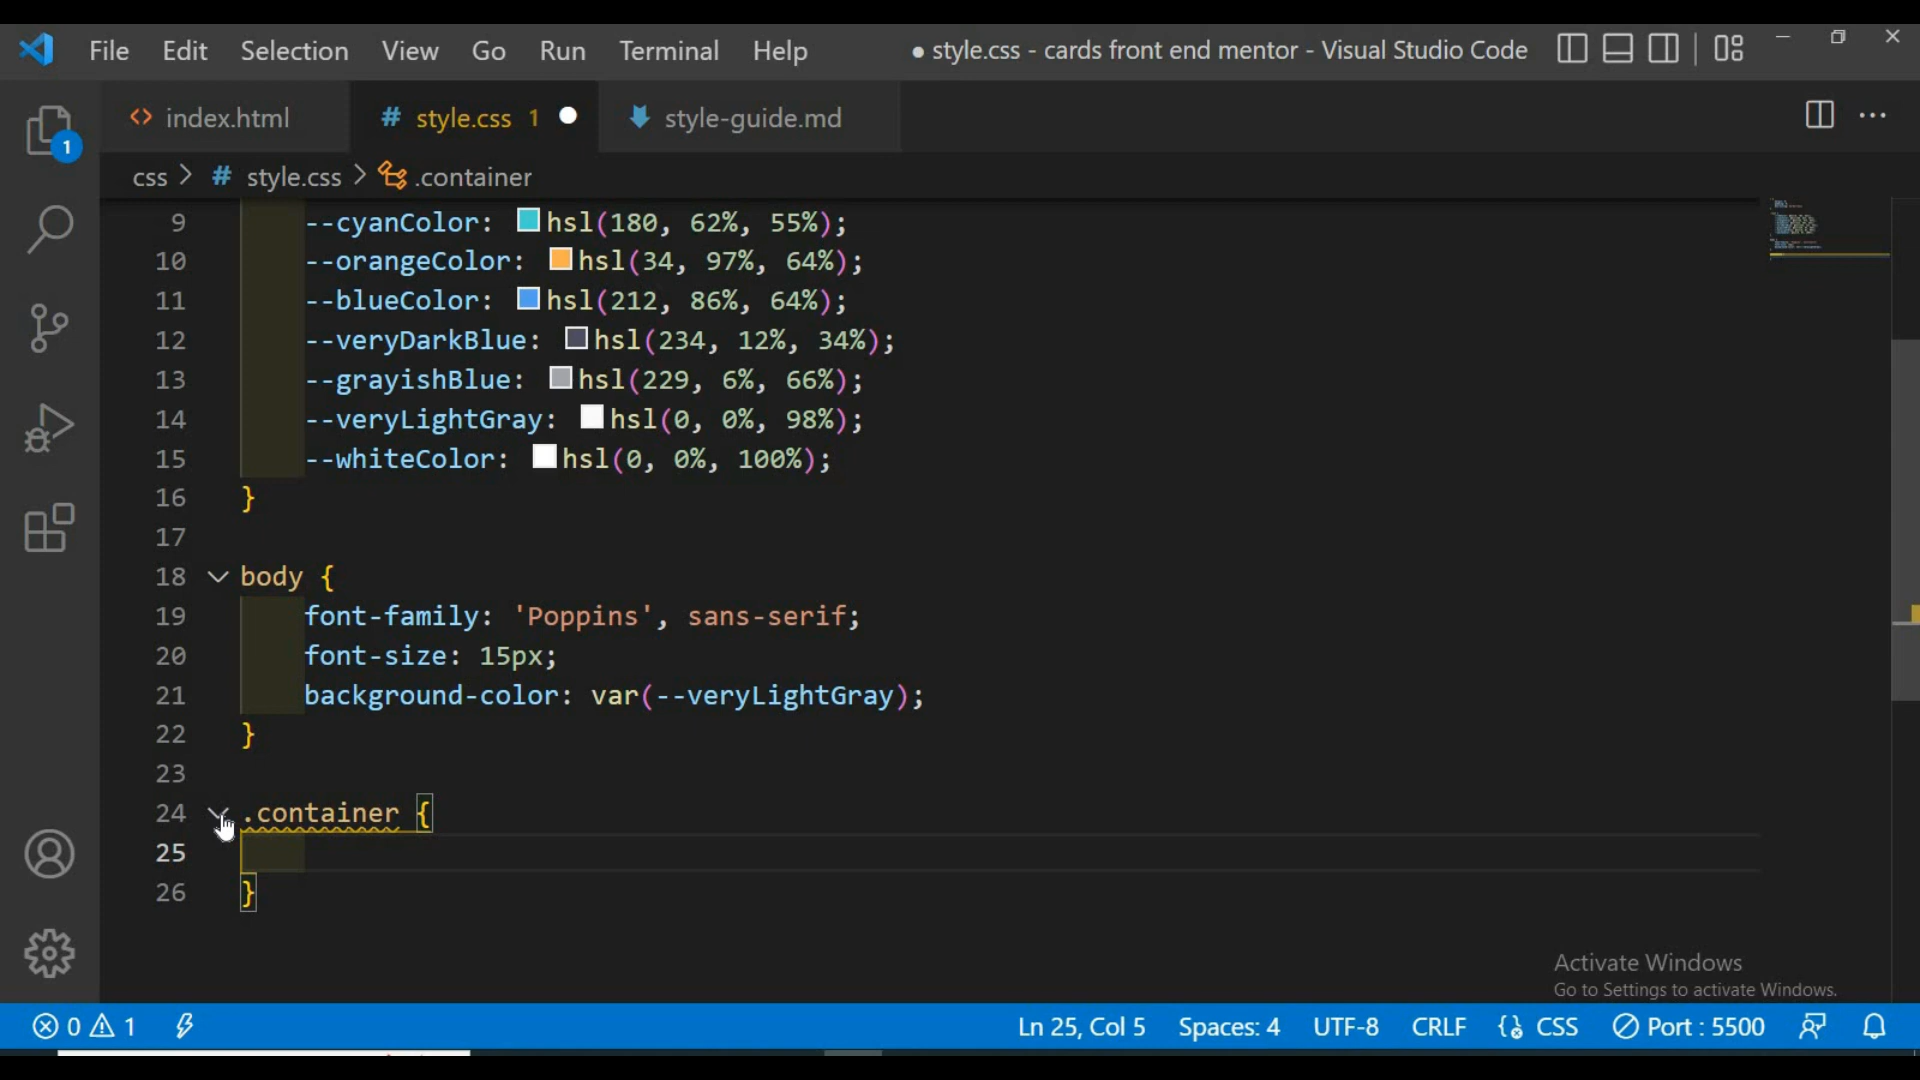 File Edit Selection View Go Run Terminal Help ● style.css - cards front end mentor - Visual Studio Code
<> index.html # style.css 1 ● style-guide.md
1
css > # style.css > .container
9 --cyanColor: hsl(180, 62%, 55%);
10 --orangeColor: hsl(34, 97%, 64%);
11 --blueColor: hsl(212, 86%, 64%);
12 --veryDarkBlue: hsl(234, 12%, 34%);
13 --grayishBlue: hsl(229, 6%, 66%);
14 --veryLightGray: hsl(0, 0%, 98%);
15 --whiteColor: hsl(0, 0%, 100%);
16 }
17
18 body {
19 font-family: 'Poppins', sans-serif;
20 font-size: 15px;
21 background-color: var(--veryLightGray);
22 }
23
24 .container {
25
26 }
Activate Windows
Go to Settings to activate Windows.
0 1 Ln 25, Col 5 Spaces: 4 UTF-8 CRLF {} CSS Port : 5500